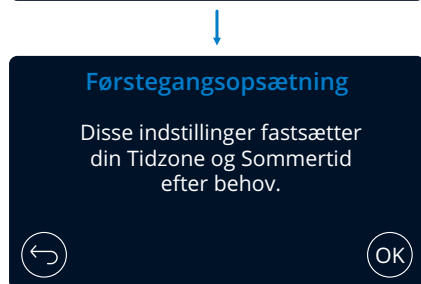 Førstegangsopsætning
Disse indstillinger fastsætter
din Tidzone og Sommertid
efter behov.
OK